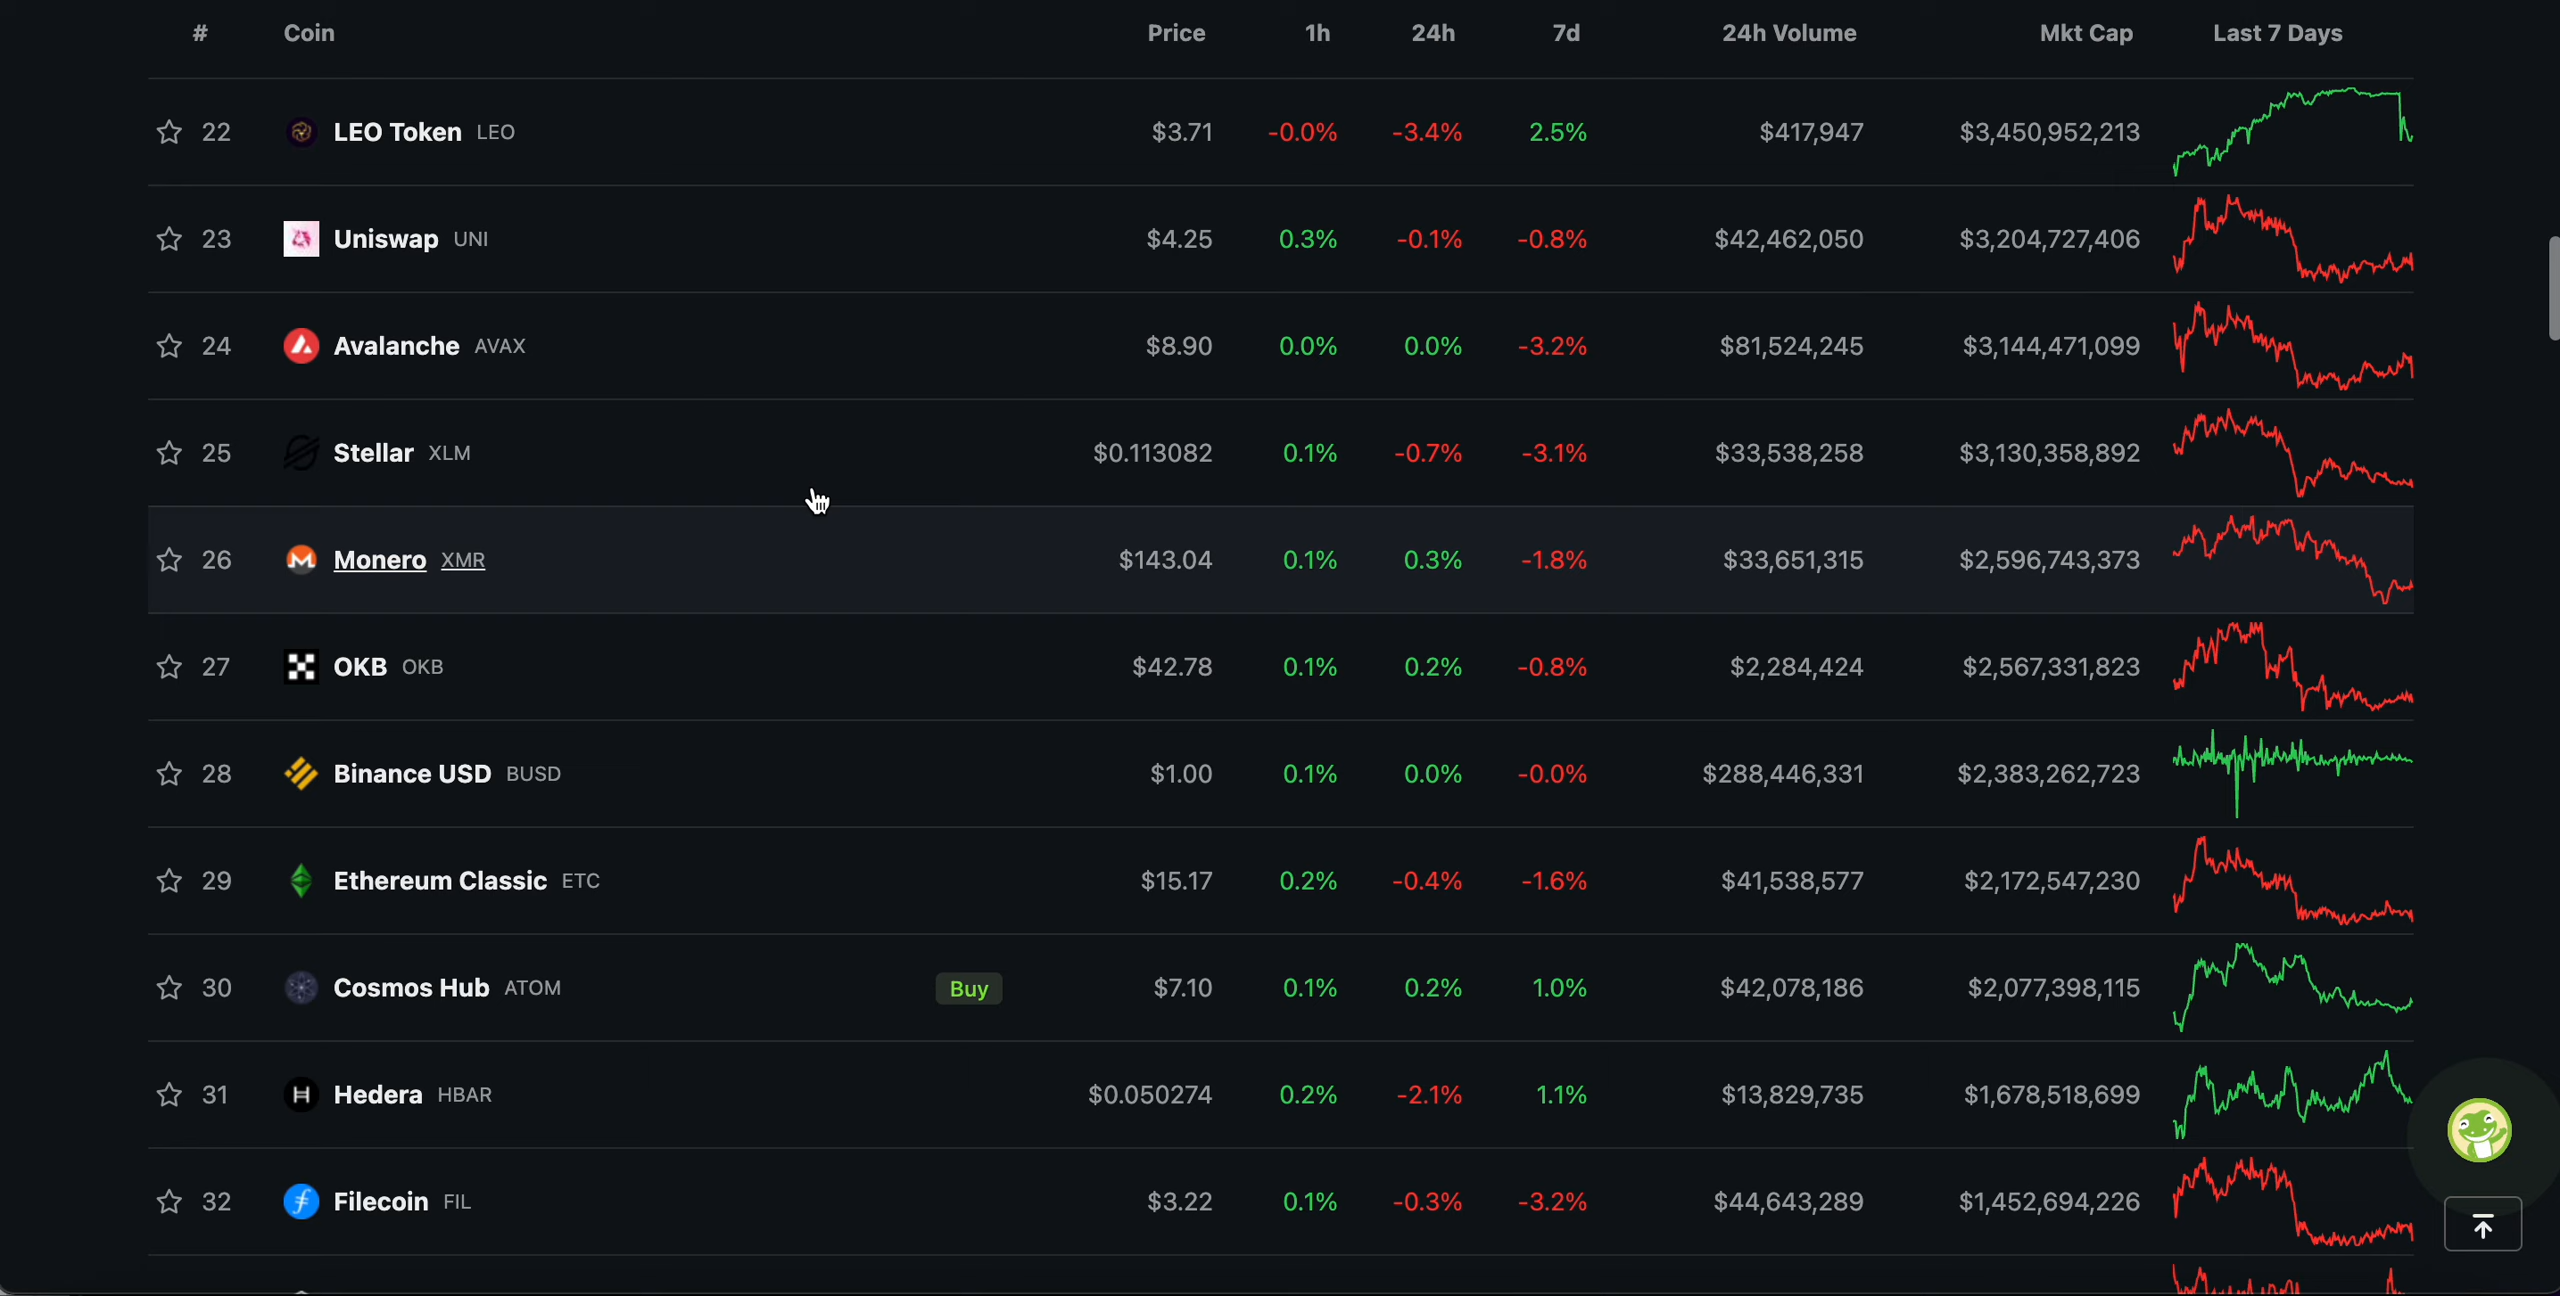 # Coin Price 1h 24h 7d 24h Volume Mkt Cap Last 7 Days
22 LEO Token LEO $3.71 -0.0% -3.4% 2.5% $417,947 $3,450,952,213
23 Uniswap UNI $4.25 0.3% -0.1% -0.8% $42,462,050 $3,204,727,406
24 Avalanche AVAX $8.90 0.0% 0.0% -3.2% $81,524,245 $3,144,471,099
25 Stellar XLM $0.113082 0.1% -0.7% -3.1% $33,538,258 $3,130,358,892
26 Monero XMR $143.04 0.1% 0.3% -1.8% $33,651,315 $2,596,743,373
27 OKB OKB $42.78 0.1% 0.2% -0.8% $2,284,424 $2,567,331,823
28 Binance USD BUSD $1.00 0.1% 0.0% -0.0% $288,446,331 $2,383,262,723
29 Ethereum Classic ETC $15.17 0.2% -0.4% -1.6% $41,538,577 $2,172,547,230
30 Cosmos Hub ATOM Buy $7.10 0.1% 0.2% 1.0% $42,078,186 $2,077,398,115
31 Hedera HBAR $0.050274 0.2% -2.1% 1.1% $13,829,735 $1,678,518,699
32 Filecoin FIL $3.22 0.1% -0.3% -3.2% $44,643,289 $1,452,694,226